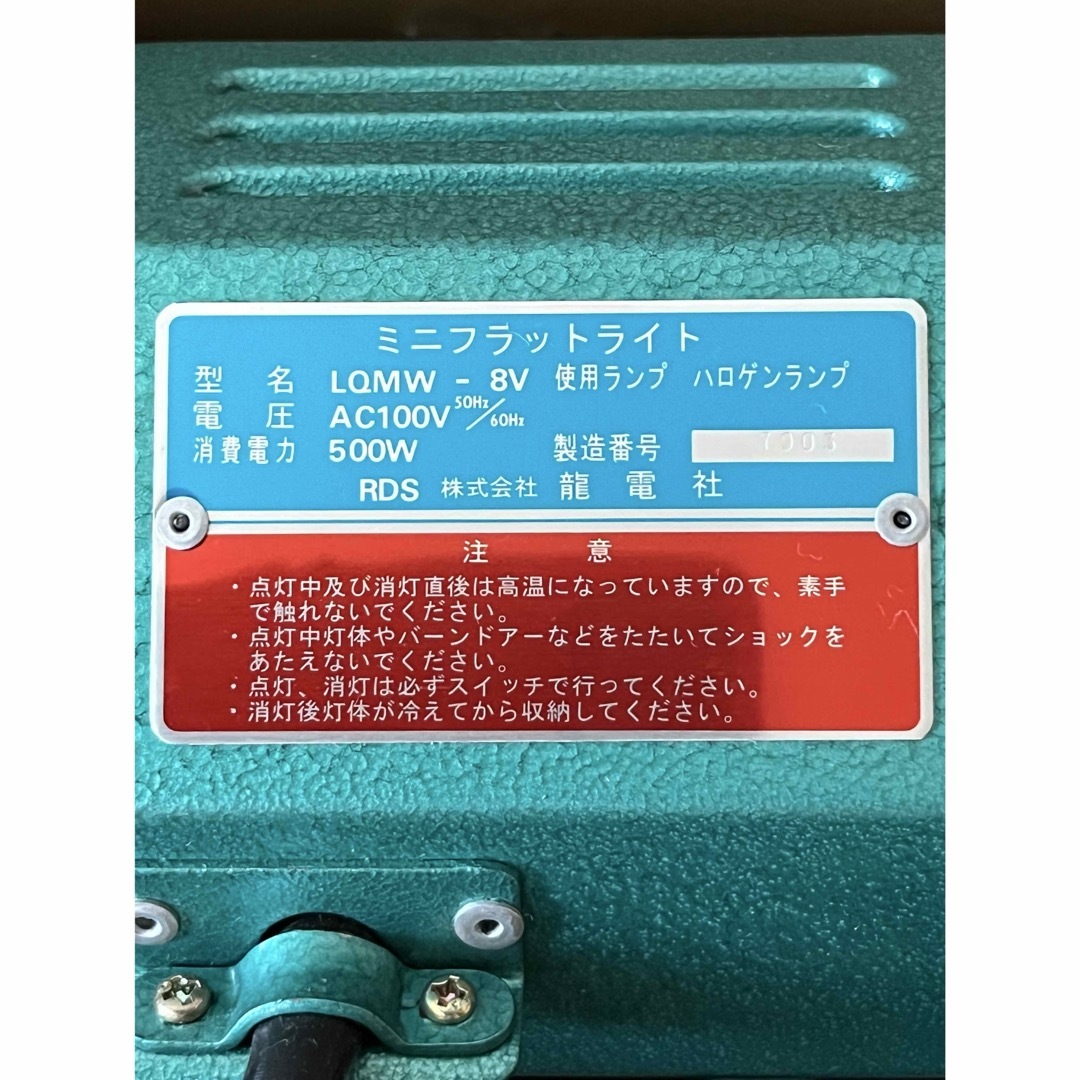 ミニフラットライト
型名 LQMW - 8V 使用ランプ ハロゲンランプ
電圧 AC100V 50Hz/60Hz
消費電力 500W 製造番号 7003
RDS 株式会社 龍電社
注意
・点灯中及び消灯直後は高温になっていますので、素手
で触れないでください。
・点灯中灯体やバーンドアーなどをたたいてショックを
あたえないでください。
・点灯、消灯は必ずスイッチで行ってください。
・消灯後灯体が冷えてから収納してください。